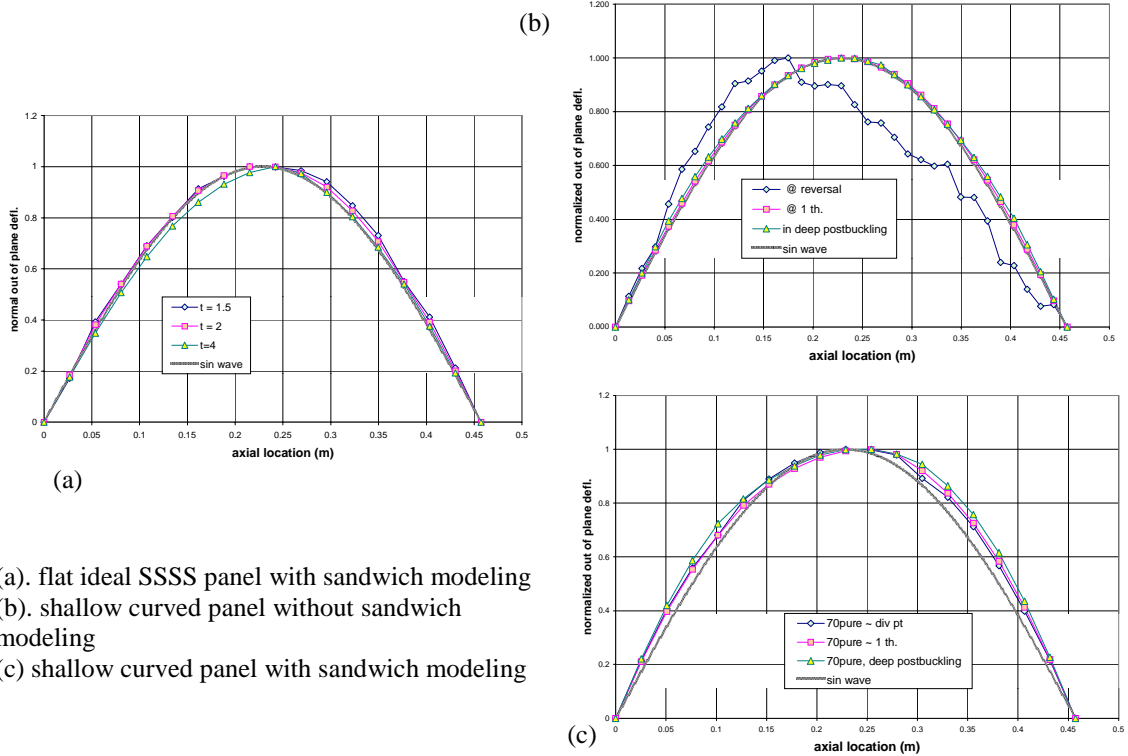 (b)
1.200
1.000
0.800
0.600
0.400
0.200
0.000
normalized out of plane defl.
@ reversal
@ 1 th.
in deep postbuckling
sin wave
0 0.05 0.1 0.15 0.2 0.25 0.3 0.35 0.4 0.45 0.5
axial location (m)
1.2
1
0.8
0.6
0.4
0.2
0
normal out of plane defl.
t = 1.5
t = 2
t=4
sin wave
0 0.05 0.1 0.15 0.2 0.25 0.3 0.35 0.4 0.45 0.5
axial location (m)
(a)
1.2
1
0.8
0.6
0.4
0.2
0
normalized out of plane defl.
70pure ~ div pt
70pure ~ 1 th.
70pure, deep postbuckling
sin wave
0 0.05 0.1 0.15 0.2 0.25 0.3 0.35 0.4 0.45 0.5
axial location (m)
(c)
(a). flat ideal SSSS panel with sandwich modeling
(b). shallow curved panel without sandwich
modeling
(c) shallow curved panel with sandwich modeling